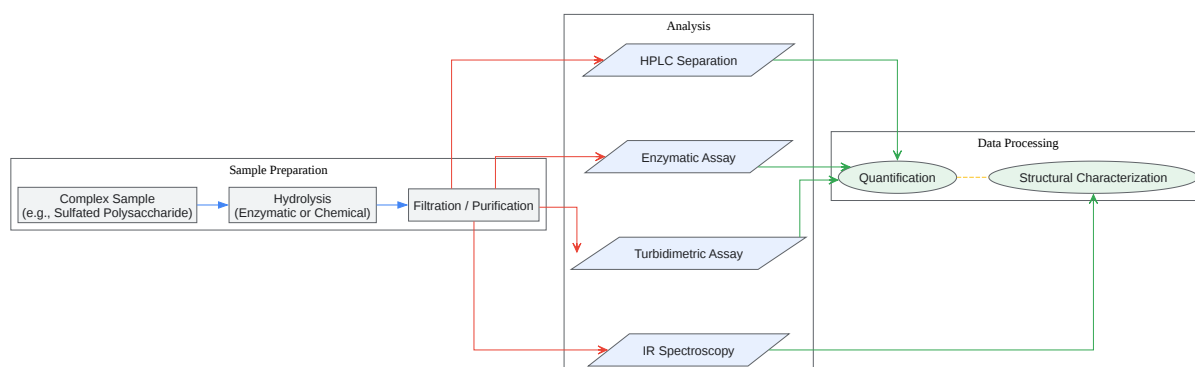 Analysis
HPLC Separation
Enzymatic Assay
Data Processing
Sample Preparation
Quantification
Structural Characterization
Complex Sample
(e.g., Sulfated Polysaccharide)
Hydrolysis
(Enzymatic or Chemical)
Filtration / Purification
Turbidimetric Assay
IR Spectroscopy